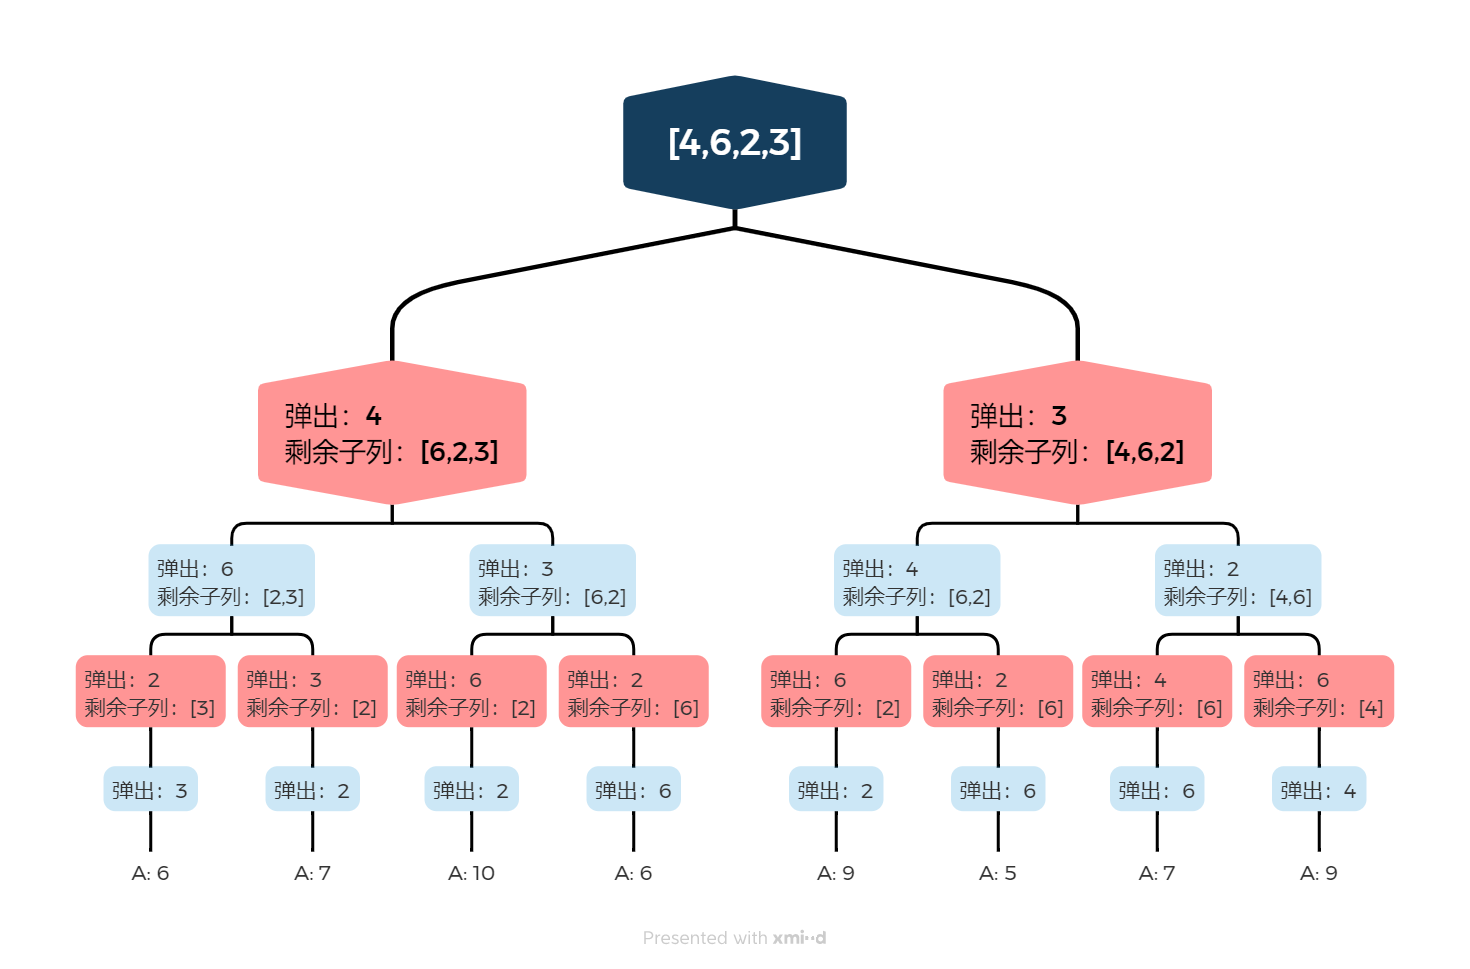 [4,6,2,3]
弹出：4
剩余子列：[6,2,3]
弹出：3
剩余子列：[4,6,2]
弹出：6
剩余子列：[2,3]
弹出：3
剩余子列：[6,2]
弹出：4
剩余子列：[6,2]
弹出：2
剩余子列：[4,6]
弹出：2
剩余子列：[3]
弹出：3
剩余子列：[2]
弹出：6
剩余子列：[2]
弹出：2
剩余子列：[6]
弹出：6
剩余子列：[2]
弹出：2
剩余子列：[6]
弹出：4
剩余子列：[6]
弹出：6
剩余子列：[4]
弹出：3
弹出：2
弹出：2
弹出：6
弹出：2
弹出：6
弹出：6
弹出：4
A: 6
A: 7
A: 10
A: 6
A: 9
A: 5
A: 7
A: 9
Presented with xmind